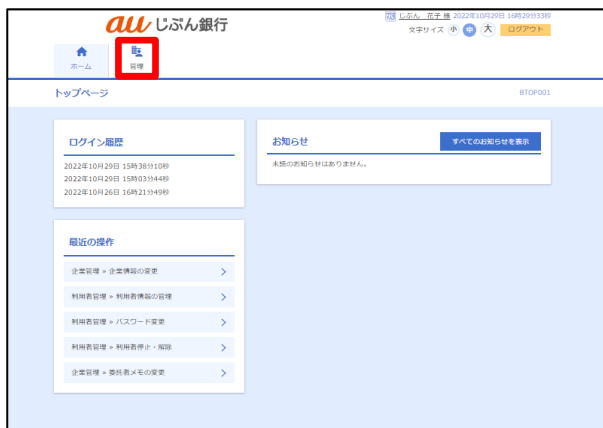 au じぶん銀行
じぶん 花子 様 2022年10月29日 16時29分33秒
文字サイズ 小 中 大 ログアウト
ホーム
管理
トップページ
BTOP001
ログイン履歴
2022年10月29日 15時38分10秒
2022年10月29日 15時03分44秒
2022年10月26日 16時21分49秒
お知らせ
すべてのお知らせを表示
未読のお知らせはありません。
最近の操作
企業管理 » 企業情報の変更
利用者管理 » 利用者情報の管理
利用者管理 » パスワード変更
利用者管理 » 利用者停止・解除
企業管理 » 委託者メモの変更